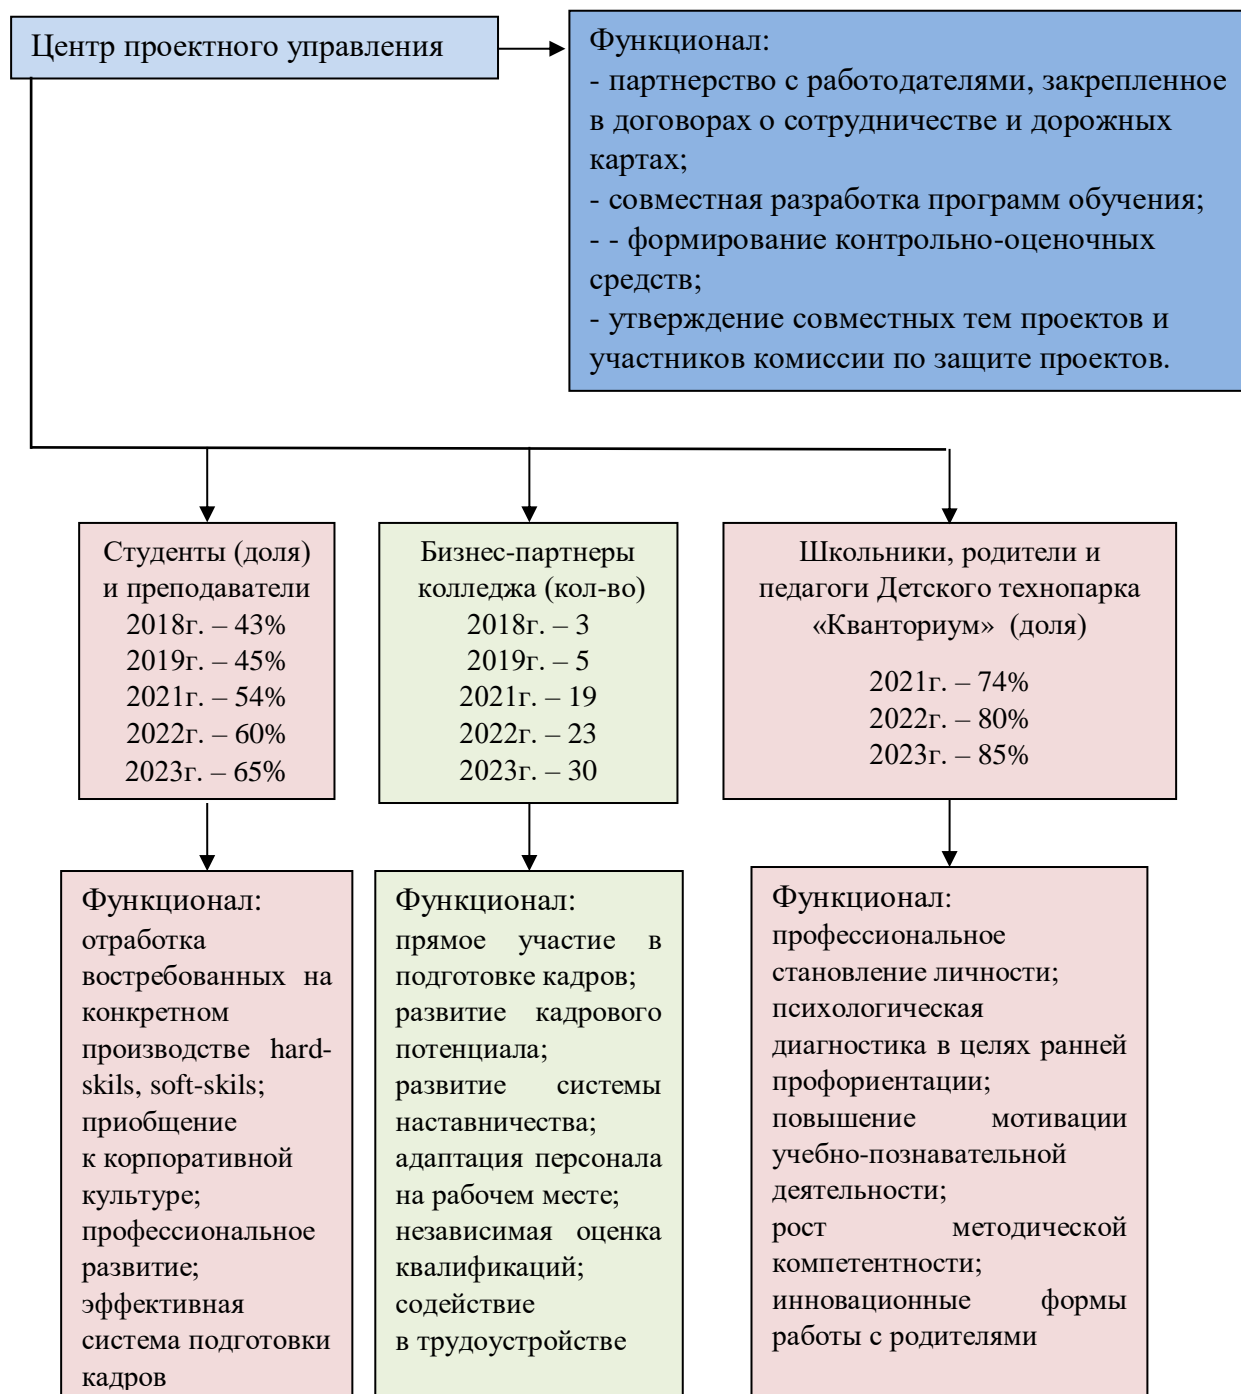 Центр проектного управления
Функционал:
- партнерство с работодателями, закрепленное
в договорах о сотрудничестве и дорожных
картах;
- совместная разработка программ обучения;
- - формирование контрольно-оценочных
средств;
- утверждение совместных тем проектов и
участников комиссии по защите проектов.
Студенты (доля)
и преподаватели
2018г. – 43%
2019г. – 45%
2021г. – 54%
2022г. – 60%
2023г. – 65%
Бизнес-партнеры
колледжа (кол-во)
2018г. – 3
2019г. – 5
2021г. – 19
2022г. – 23
2023г. – 30
Школьники, родители и
педагоги Детского технопарка
«Кванториум» (доля)
2021г. – 74%
2022г. – 80%
2023г. – 85%
Функционал:
отработка
востребованных на
конкретном
производстве hard-
skils, soft-skils;
приобщение
к корпоративной
культуре;
профессиональное
развитие;
эффективная
система подготовки
кадров
Функционал:
прямое участие в
подготовке кадров;
развитие кадрового
потенциала;
развитие системы
наставничества;
адаптация персонала
на рабочем месте;
независимая оценка
квалификаций;
содействие
в трудоустройстве
Функционал:
профессиональное
становление личности;
психологическая
диагностика в целях ранней
профориентации;
повышение мотивации
учебно-познавательной
деятельности;
рост методической
компетентности;
инновационные формы
работы с родителями